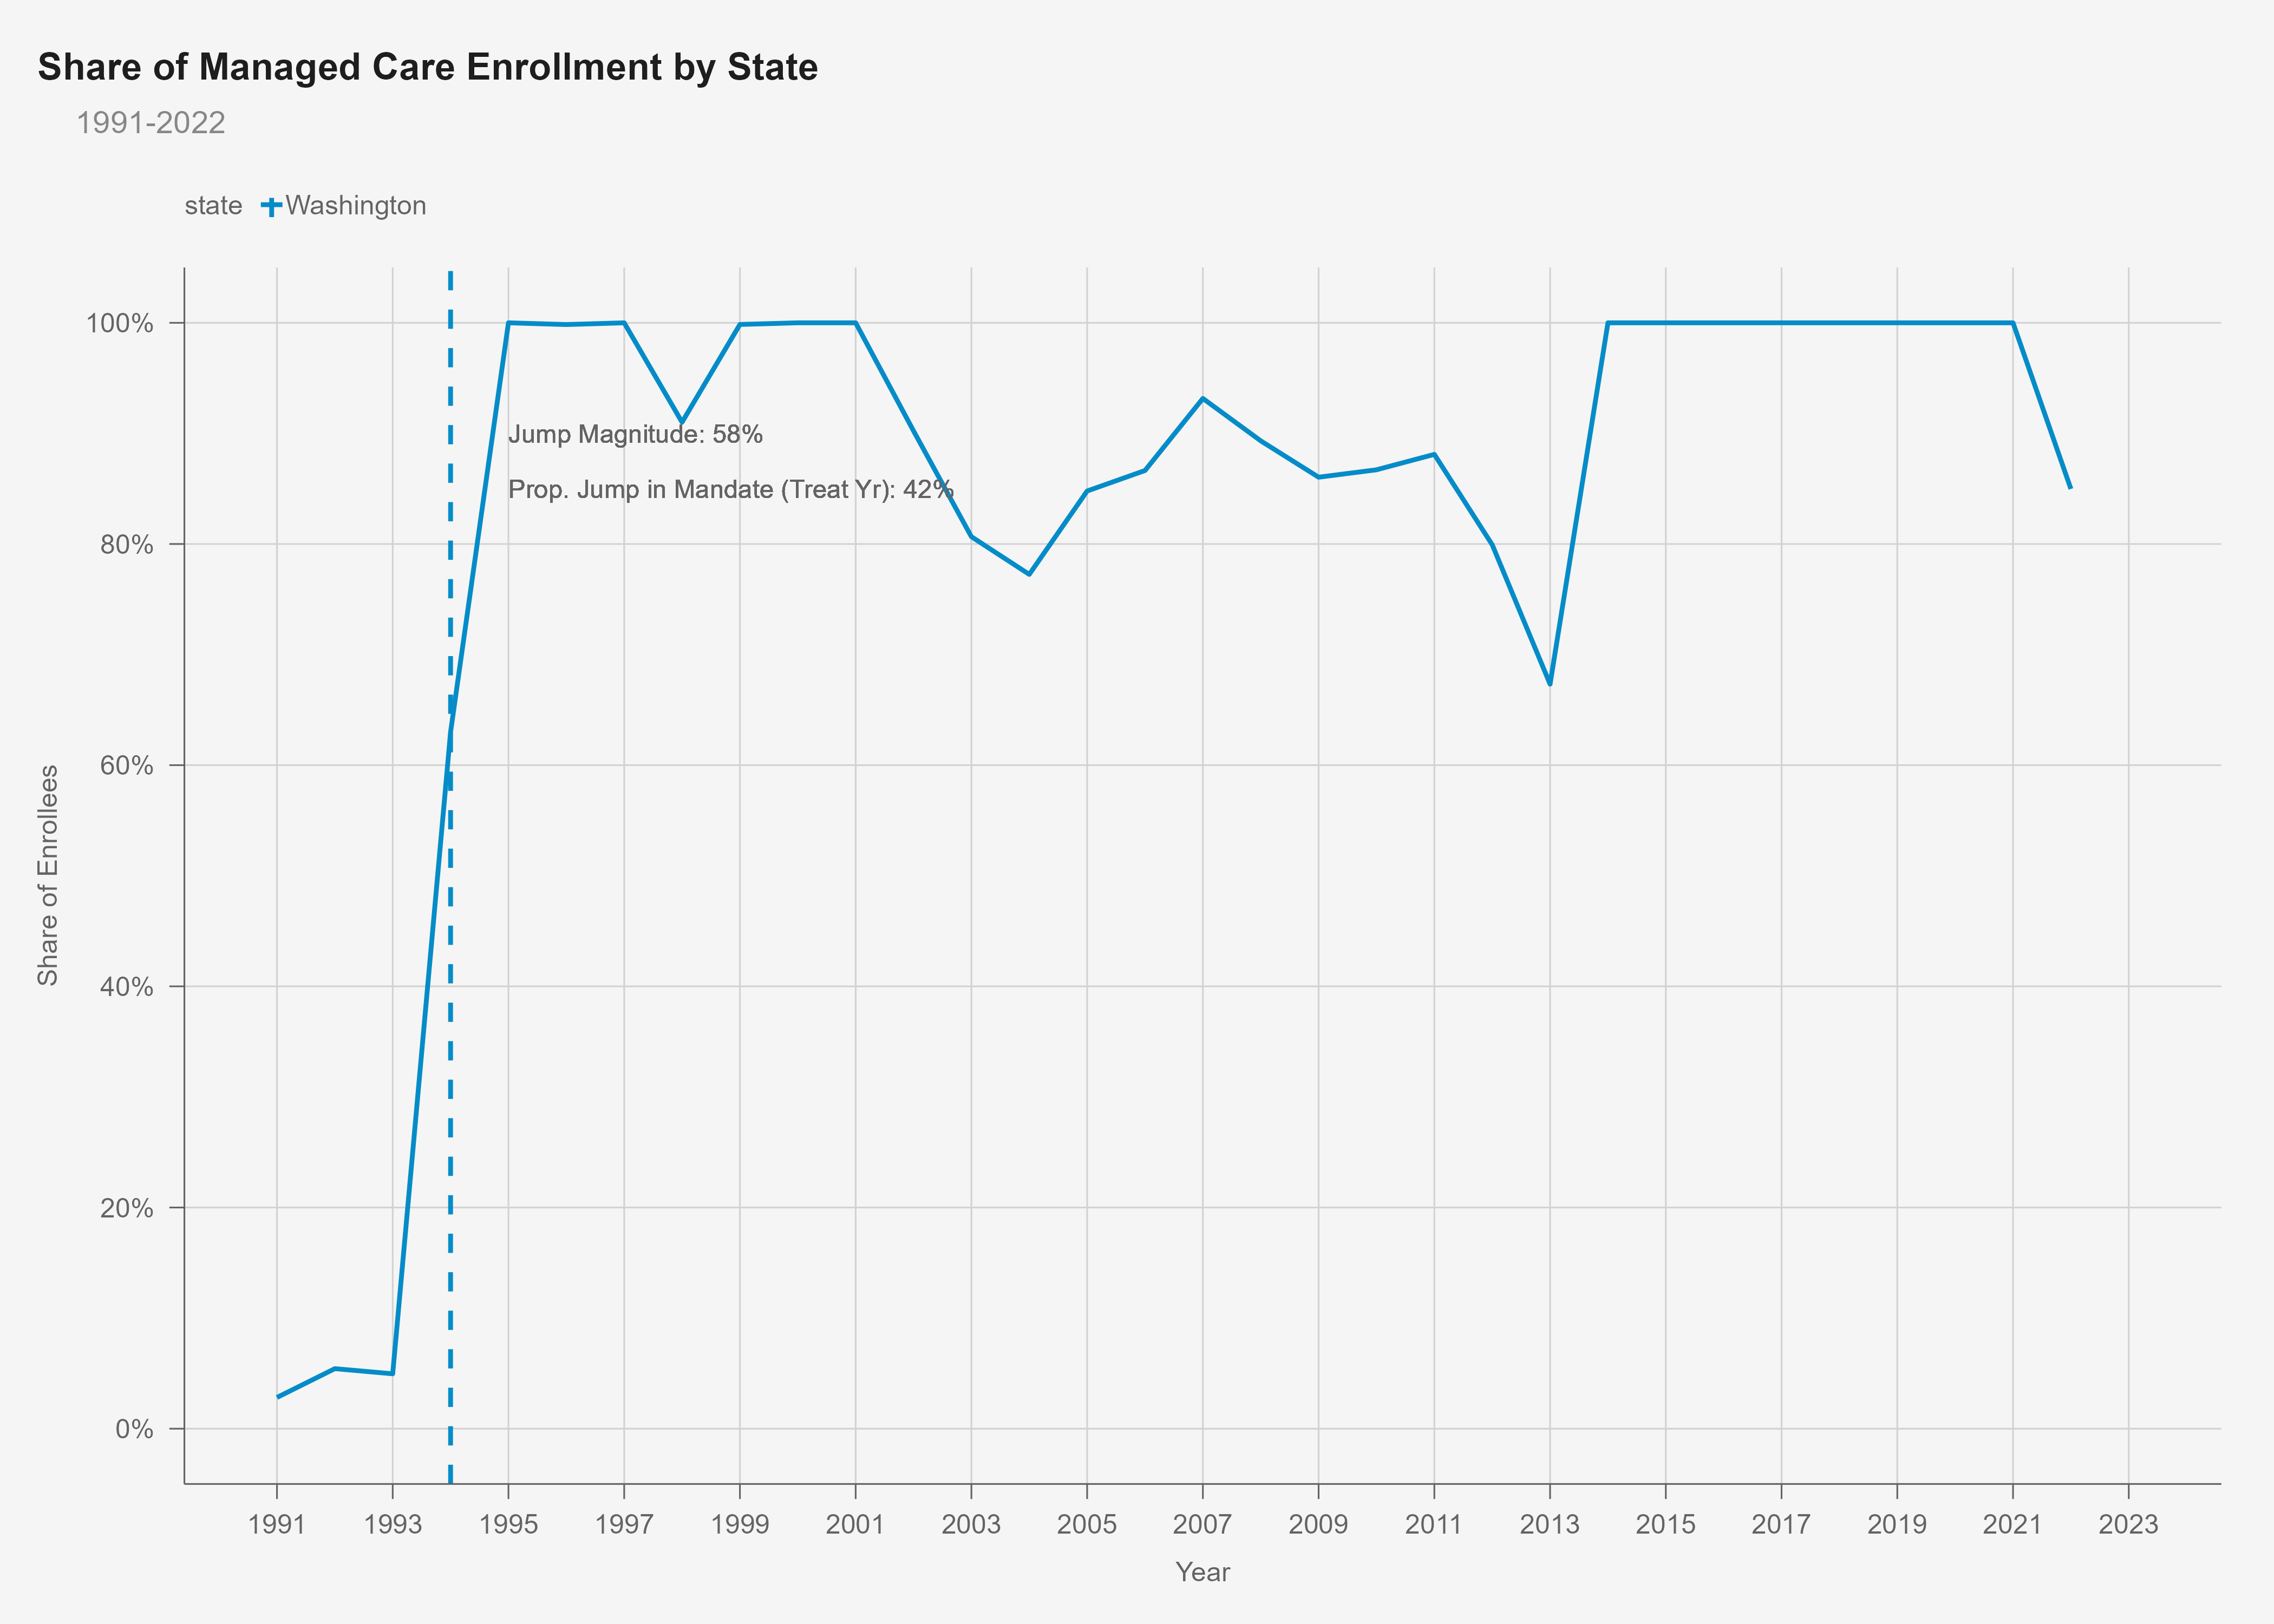 Share of Managed Care Enrollment by State
1991-2022
state Washington
100%
80%
60%
40%
20%
0%
Share of Enrollees
Jump Magnitude: 58%
Prop. Jump in Mandate (Treat Yr): 42%
1991 1993 1995 1997 1999 2001 2003 2005 2007 2009 2011 2013 2015 2017 2019 2021 2023
Year